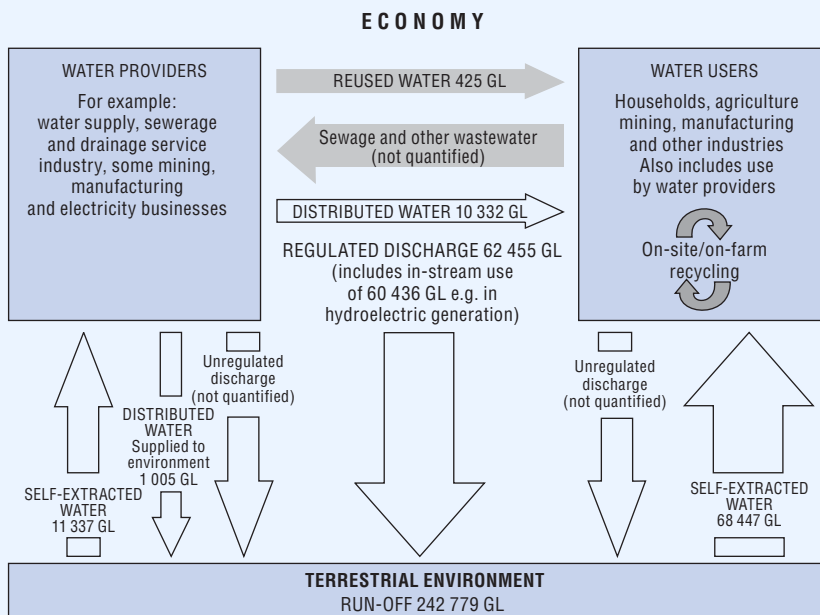 ECONOMY
WATER PROVIDERS
For example:
water supply, sewerage
and drainage service
industry, some mining,
manufacturing
and electricity businesses
REUSED WATER 425 GL
Sewage and other wastewater
(not quantified)
DISTRIBUTED WATER 10 332 GL
REGULATED DISCHARGE 62 455 GL
(includes in-stream use
of 60 436 GL e.g. in
hydroelectric generation)
WATER USERS
Households, agriculture
mining, manufacturing
and other industries
Also includes use
by water providers
On-site/on-farm
recycling
SELF-EXTRACTED
WATER
11 337 GL
DISTRIBUTED
WATER
Supplied to
environment
1 005 GL
Unregulated
discharge
(not quantified)
Unregulated
discharge
(not quantified)
SELF-EXTRACTED
WATER
68 447 GL
TERRESTRIAL ENVIRONMENT
RUN-OFF 242 779 GL